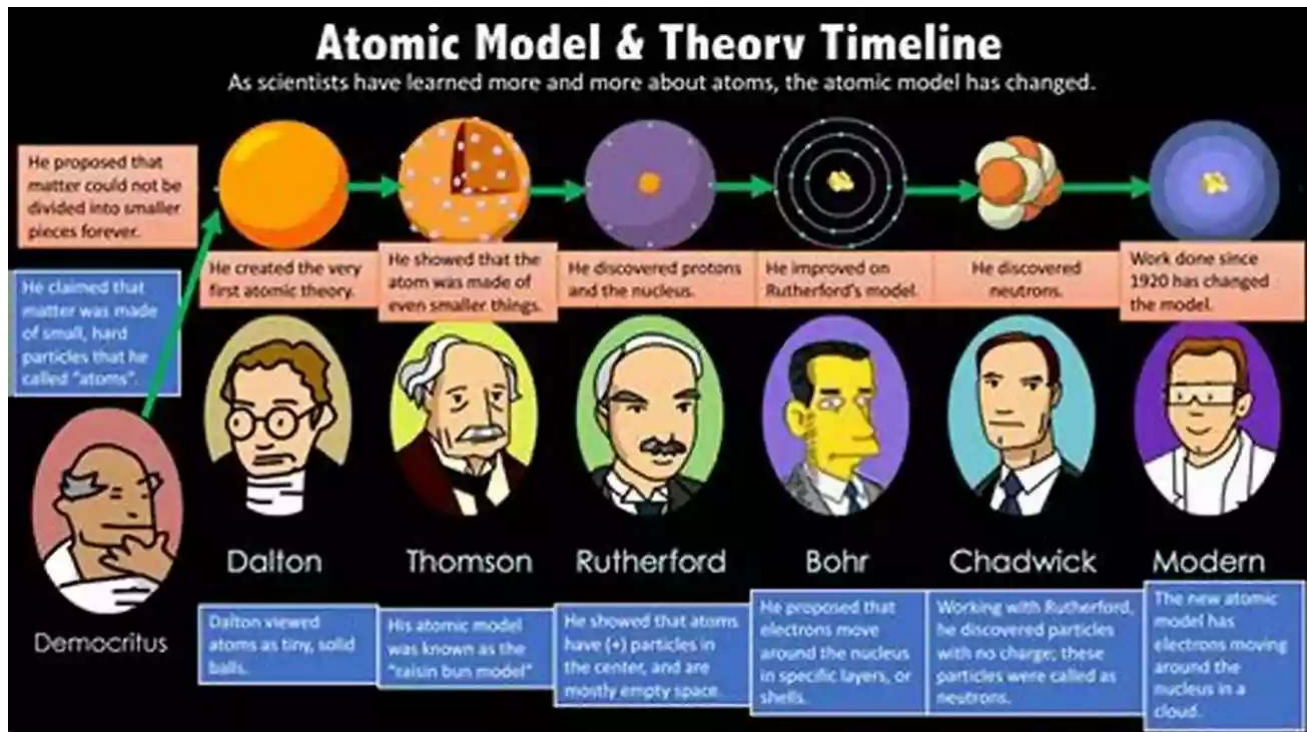 Atomic Model & Theory Timeline
As scientists have learned more and more about atoms, the atomic model has changed.
He proposed that
matter could not be
divided into smaller
pieces forever.
He claimed that
matter was made
of small, hard
particles that he
called "atoms".
Democritus
He created the very
first atomic theory.
Dalton
Dalton viewed
atoms as tiny, solid
balls.
He showed that the
atom was made of
even smaller things.
Thomson
His atomic model
was known as the
"raisin bun model"
He discovered protons
and the nucleus.
Rutherford
He showed that atoms
have (+) particles in
the center, and are
mostly empty space.
He improved on
Rutherford's model.
Bohr
He proposed that
electrons move
around the nucleus
in specific layers, or
shells.
He discovered
neutrons.
Chadwick
Working with Rutherford,
he discovered particles
with no charge; these
particles were called as
neutrons.
Work done since
1920 has changed
the model.
Modern
The new atomic
model has
electrons moving
around the
nucleus in a
cloud.